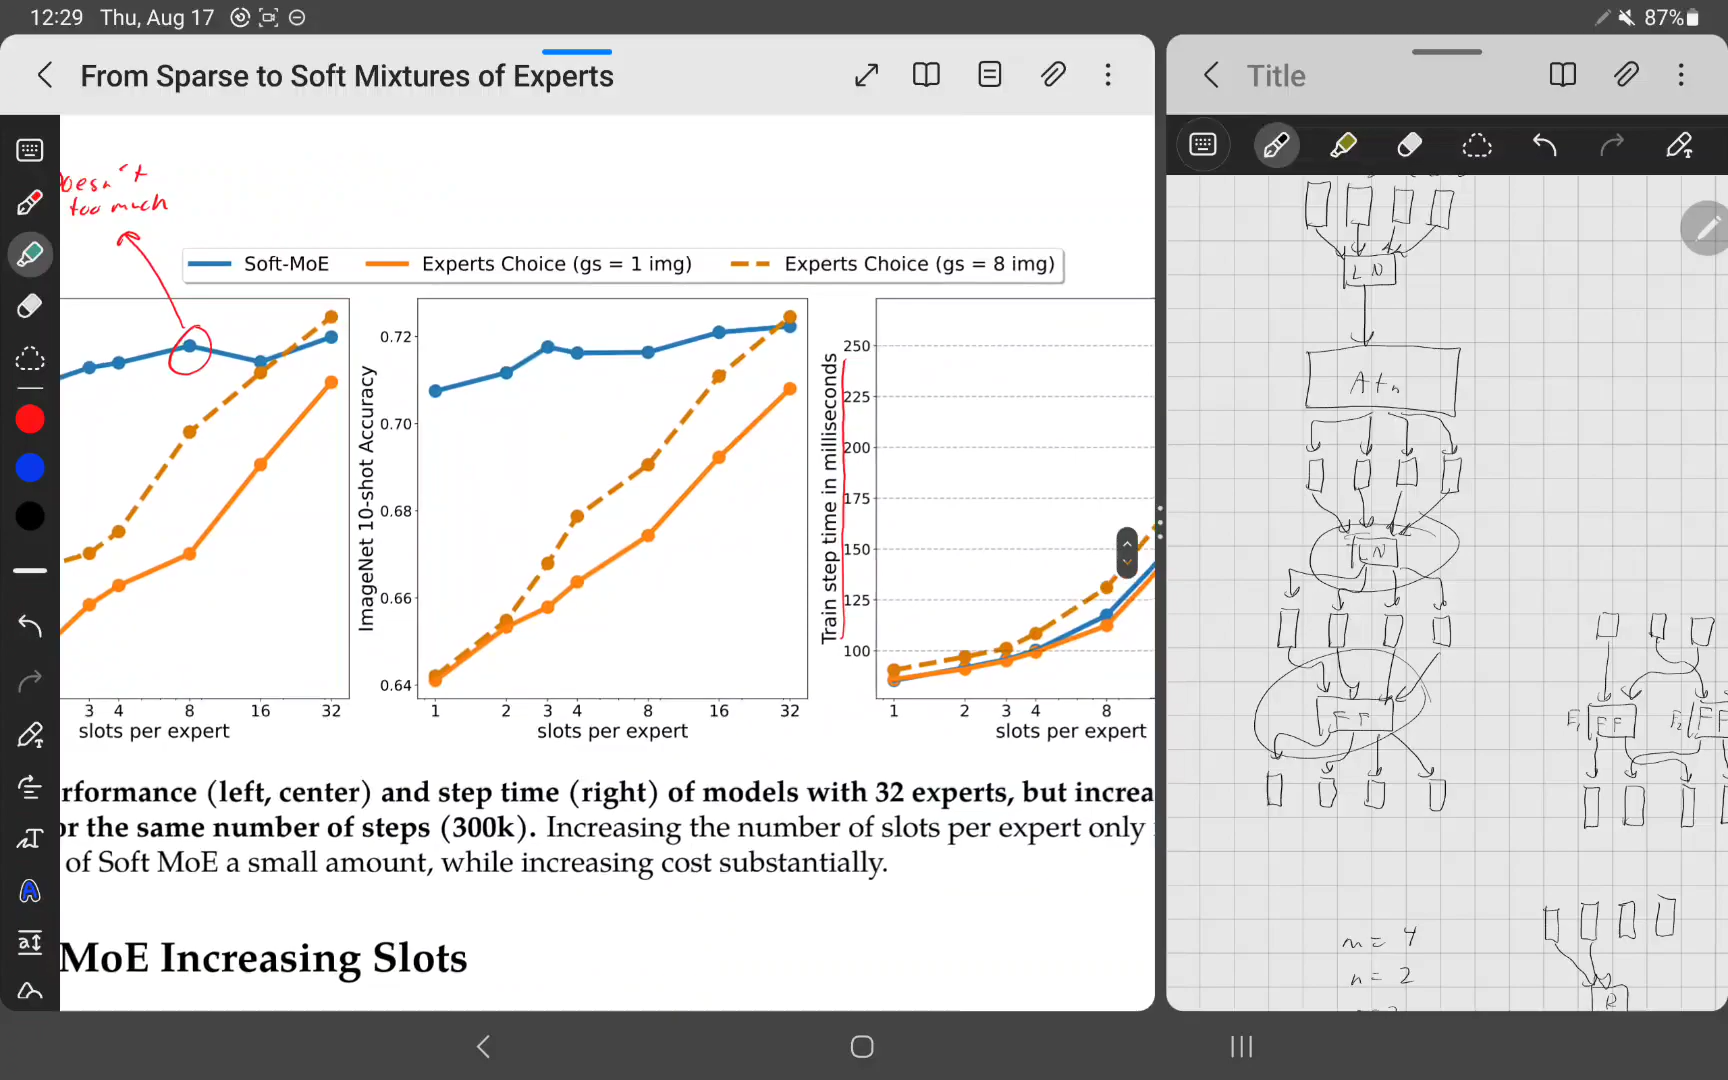 12:29 Thu, Aug 17
87%
From Sparse to Soft Mixtures of Experts
Title
too much
Soft-MoE
Experts Choice (gs = 1 img)
Experts Choice (gs = 8 img)
3 4 8 16 32
slots per expert
ImageNet 10-shot Accuracy
0.72
0.70
0.68
0.66
0.64
1 2 3 4 8 16 32
slots per expert
Train step time in milliseconds
250
225
200
175
150
125
100
1 2 3 4 8
slots per expert
rformance (left, center) and step time (right) of models with 32 experts, but increa
or the same number of steps (300k). Increasing the number of slots per expert only
of Soft MoE a small amount, while increasing cost substantially.
MoE Increasing Slots
LN
Atn
LN
FF
E1 FF E2 FF
m = 4
n = 2
R